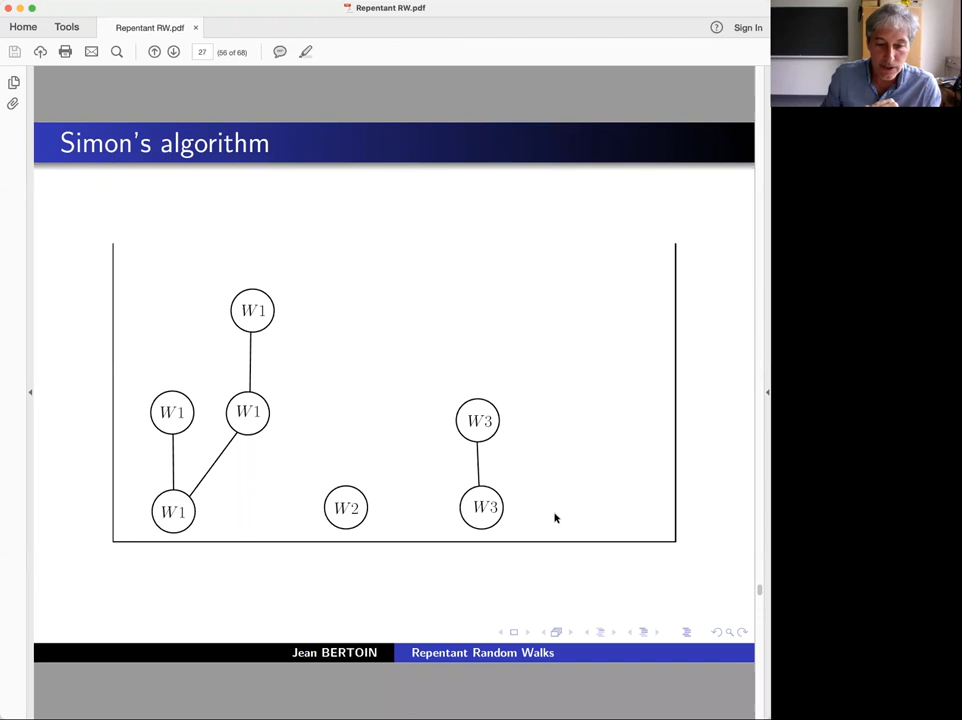 Repentant RW.pdf
Home Tools Repentant RW.pdf × Sign In
27 (56 of 68)
Simon's algorithm
W1
W1 W1 W3
W1 W2 W3
Jean BERTOIN Repentant Random Walks